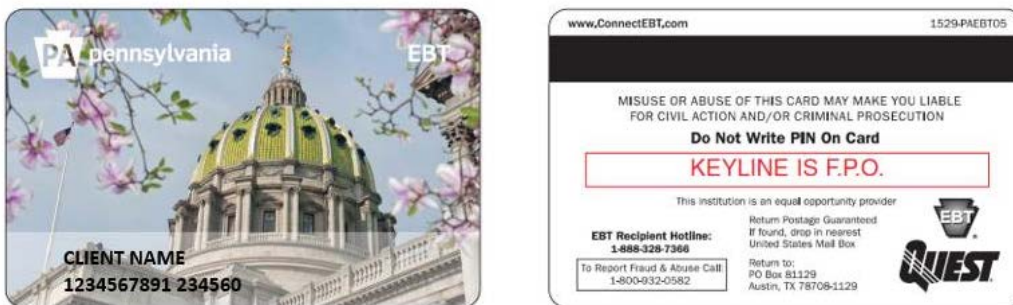 PA pennsylvania
EBT
CLIENT NAME
1234567891 234560
www.ConnectEBT.com
1529-PAEBT05
MISUSE OR ABUSE OF THIS CARD MAY MAKE YOU LIABLE
FOR CIVIL ACTION AND/OR CRIMINAL PROSECUTION
Do Not Write PIN On Card
KEYLINE IS F.P.O.
This institution is an equal opportunity provider
EBT Recipient Hotline:
1-888-328-7366
To Report Fraud & Abuse Call:
1-800-932-0582
Return Postage Guaranteed
If found, drop in nearest
United States Mail Box
Return to:
PO Box 81129
Austin, TX 78708-1129
EBT
QUEST